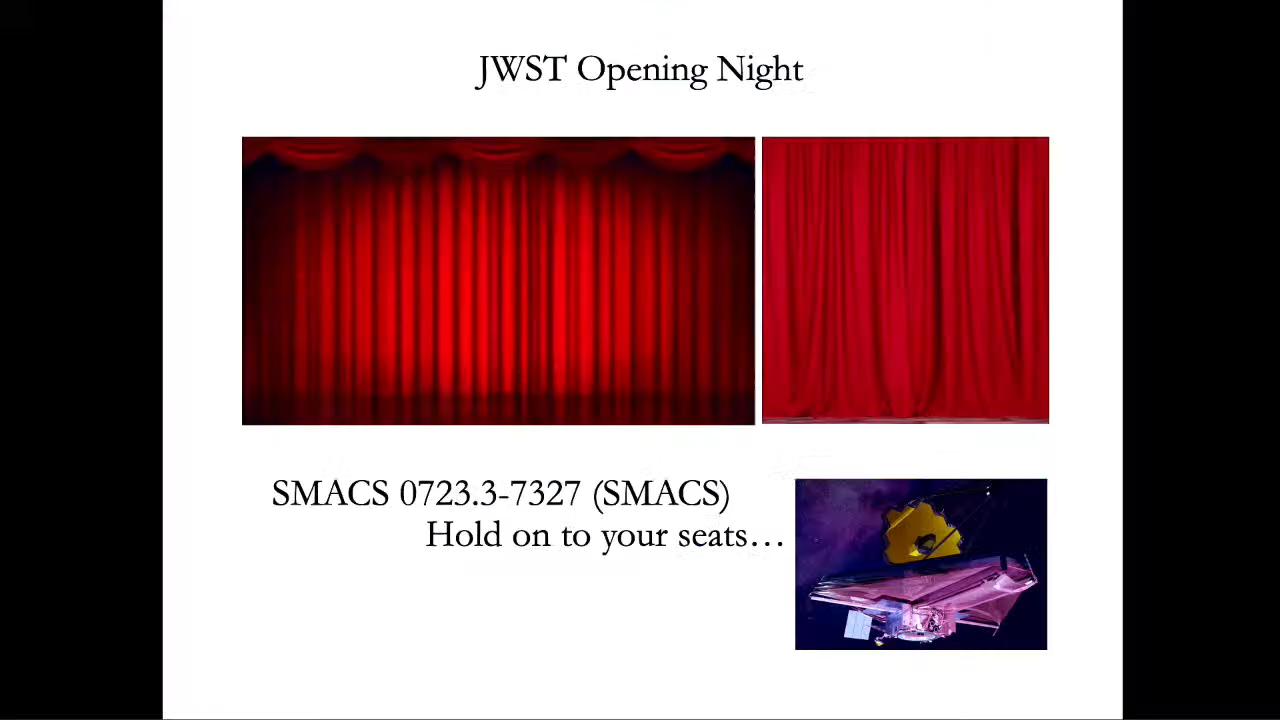 JWST Opening Night
SMACS 0723.3-7327 (SMACS)
Hold on to your seats…